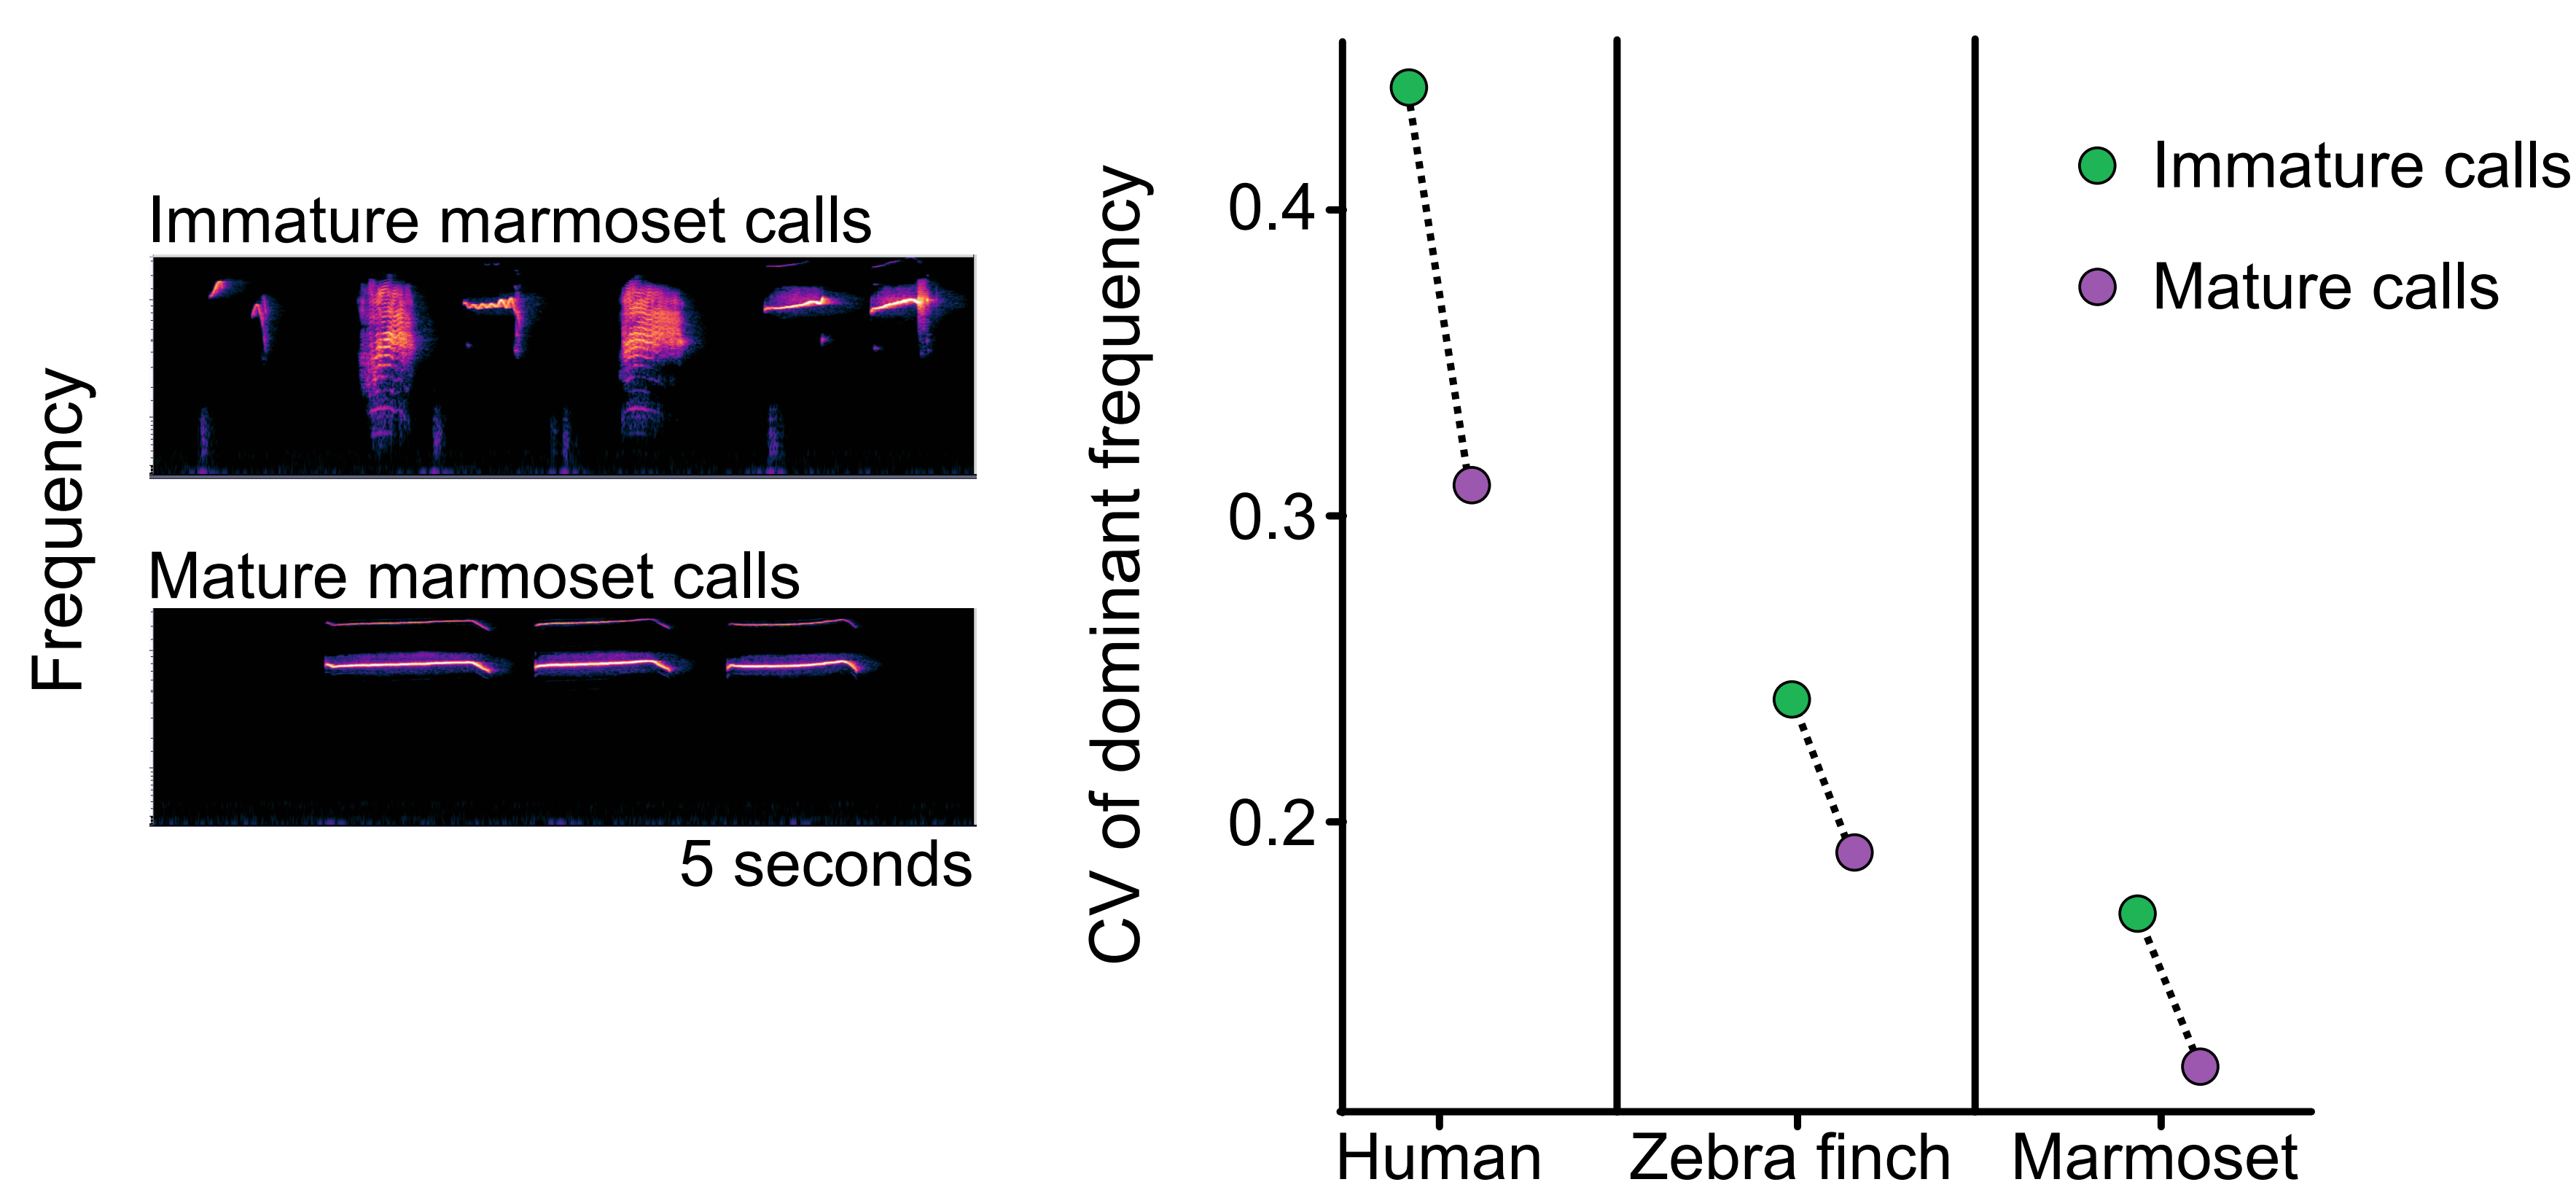 Frequency
Immature marmoset calls
Mature marmoset calls
5 seconds
CV of dominant frequency
0.4
0.3
0.2
Human
Zebra finch
Marmoset
Immature calls
Mature calls